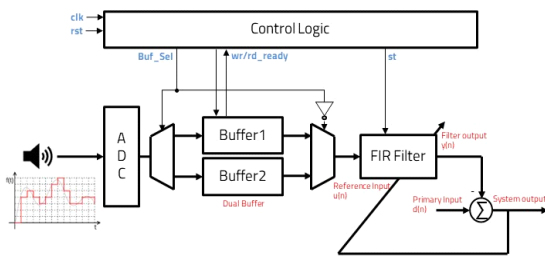 clk
rst
Control Logic
Buf_Sel
wr/rd_ready
st
A
D
C
Buffer1
Buffer2
Dual Buffer
FIR Filter
Filter output
y(n)
Reference Input
u(n)
Primary Input
d(n)
-
Σ
System output
f(t)
t